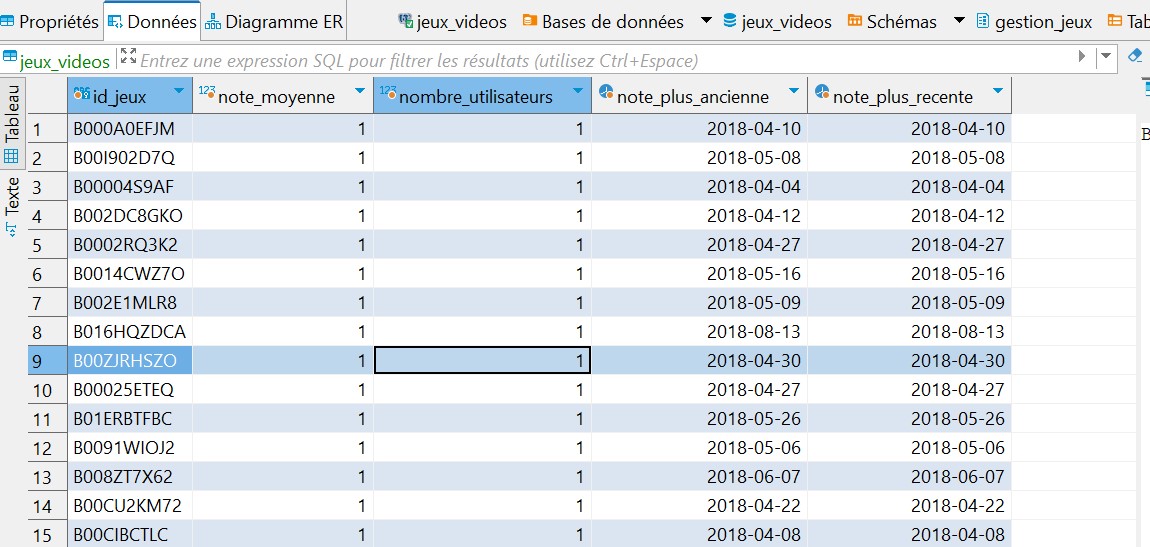 Propriétés Données Diagramme ER jeux_videos Bases de données jeux_videos Schémas gestion_jeux Tab
jeux_videos Entrez une expression SQL pour filtrer les résultats (utilisez Ctrl+Espace)
Tableau
Texte
id_jeux 123 note_moyenne 123 nombre_utilisateurs note_plus_ancienne note_plus_recente
1 B000A0EFJM 1 1 2018-04-10 2018-04-10
2 B00I902D7Q 1 1 2018-05-08 2018-05-08
3 B00004S9AF 1 1 2018-04-04 2018-04-04
4 B002DC8GKO 1 1 2018-04-12 2018-04-12
5 B0002RQ3K2 1 1 2018-04-27 2018-04-27
6 B0014CWZ7O 1 1 2018-05-16 2018-05-16
7 B002E1MLR8 1 1 2018-05-09 2018-05-09
8 B016HQZDCA 1 1 2018-08-13 2018-08-13
9 B00ZJRHSZO 1 1 2018-04-30 2018-04-30
10 B00025ETEQ 1 1 2018-04-27 2018-04-27
11 B01ERBTFBC 1 1 2018-05-26 2018-05-26
12 B0091WIOJ2 1 1 2018-05-06 2018-05-06
13 B008ZT7X62 1 1 2018-06-07 2018-06-07
14 B00CU2KM72 1 1 2018-04-22 2018-04-22
15 B00CIBCTLC 1 1 2018-04-08 2018-04-08